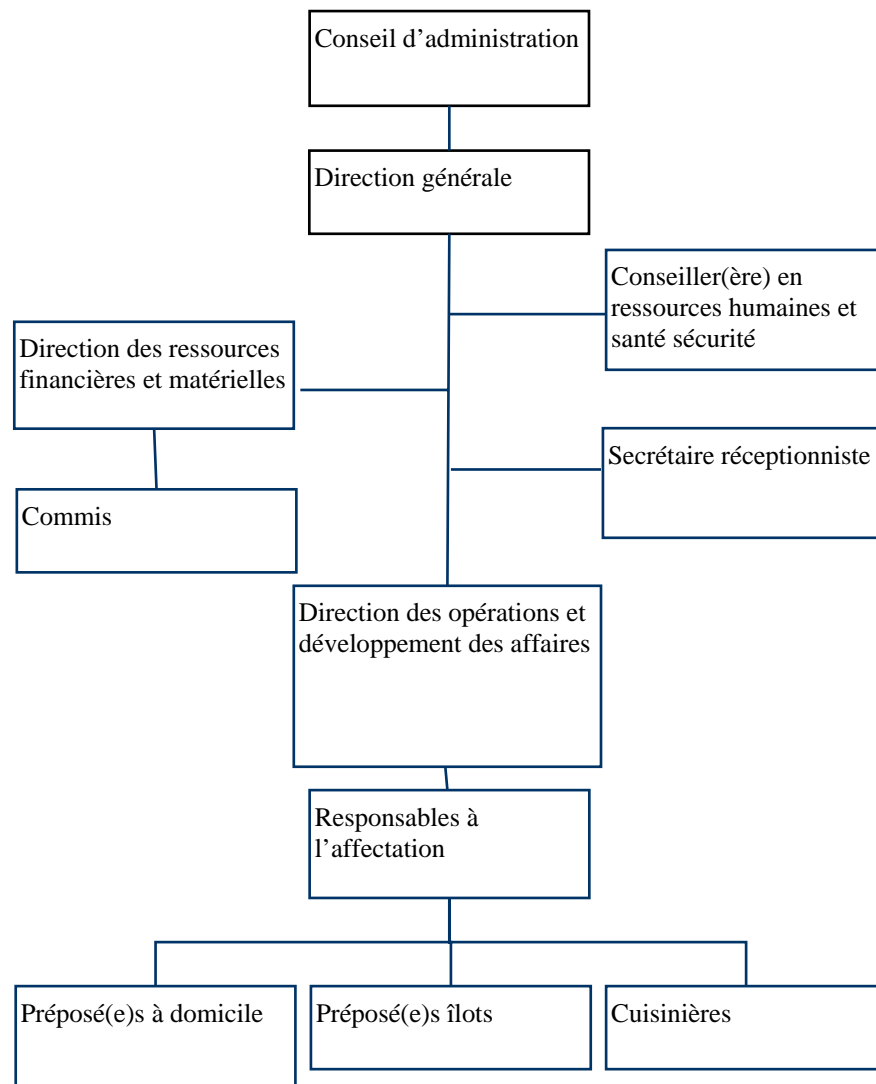 Conseil d’administration
Direction générale
Conseiller(ère) en
ressources humaines et
santé sécurité
Direction des ressources
financières et matérielles
Secrétaire réceptionniste
Commis
Direction des opérations et
développement des affaires
Responsables à
l’affectation
Préposé(e)s à domicile
Préposé(e)s îlots
Cuisinières